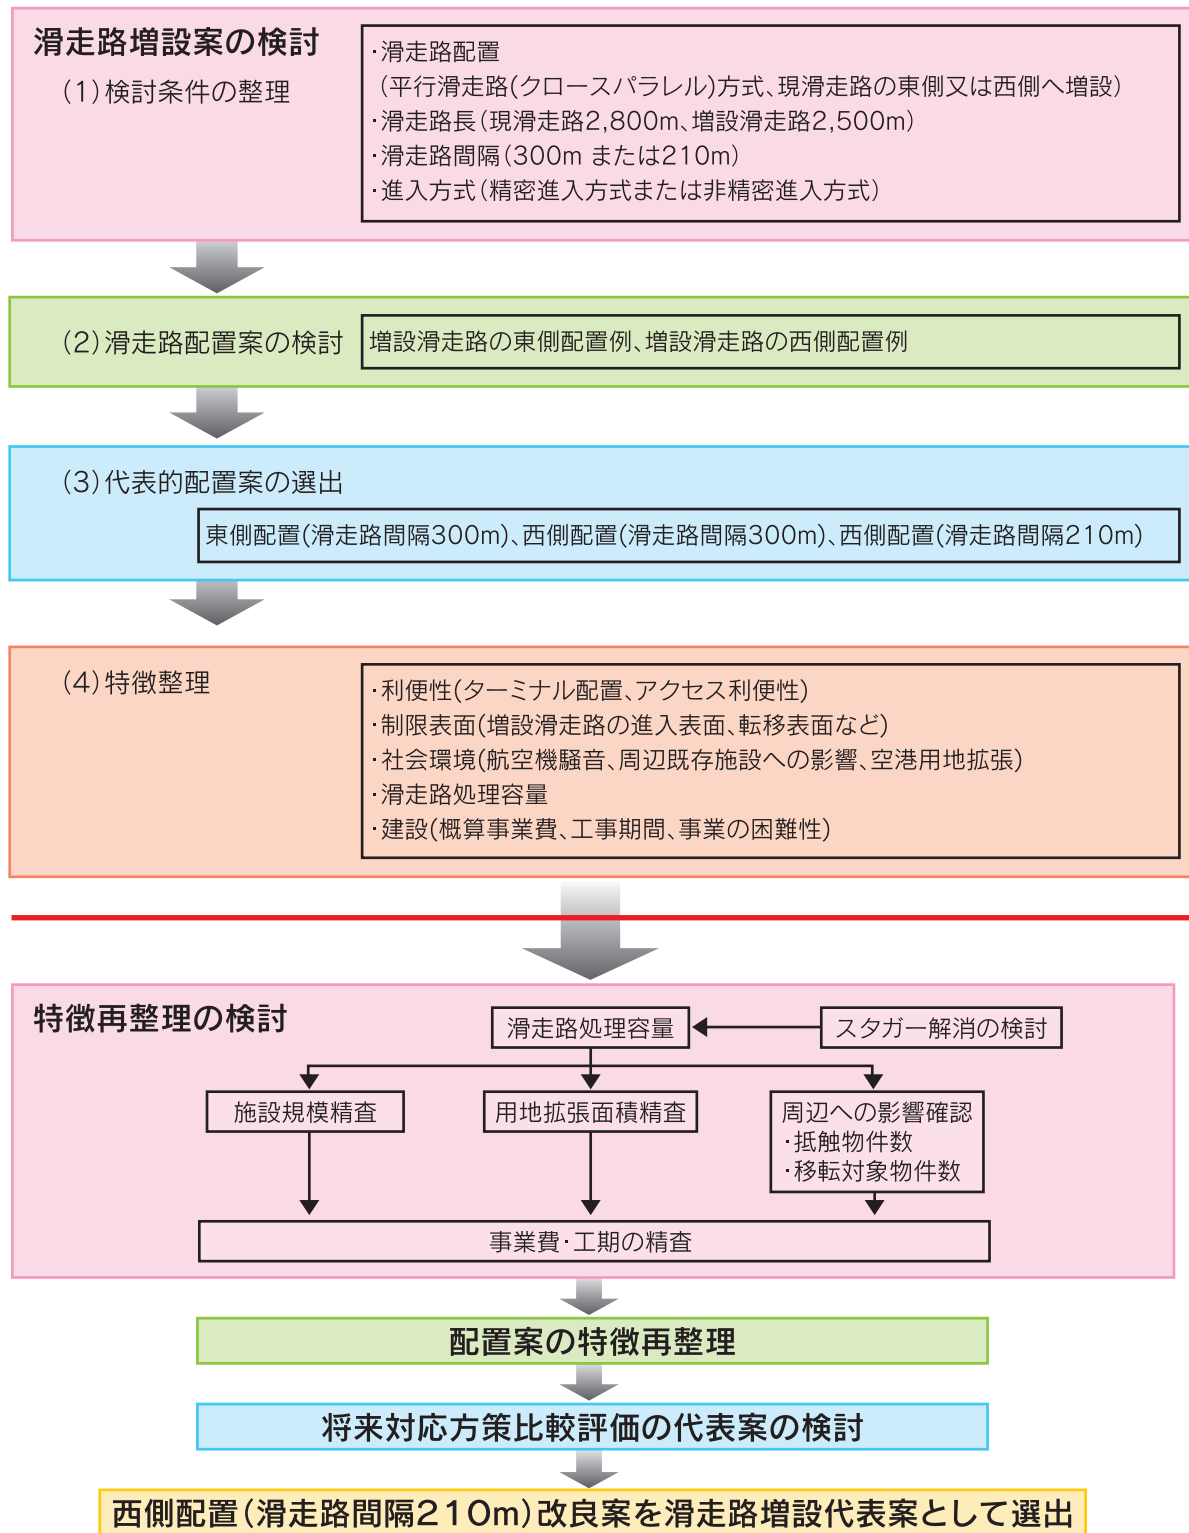 滑走路増設案の検討
(1)検討条件の整理
・滑走路配置
(平行滑走路(クロースパラレル)方式、現滑走路の東側又は西側へ増設)
・滑走路長(現滑走路2,800m、増設滑走路2,500m)
・滑走路間隔(300m または210m)
・進入方式(精密進入方式または非精密進入方式)
(2)滑走路配置案の検討
増設滑走路の東側配置例、増設滑走路の西側配置例
(3)代表的配置案の選出
東側配置(滑走路間隔300m)、西側配置(滑走路間隔300m)、西側配置(滑走路間隔210m)
(4)特徴整理
・利便性(ターミナル配置、アクセス利便性)
・制限表面(増設滑走路の進入表面、転移表面など)
・社会環境(航空機騒音、周辺既存施設への影響、空港用地拡張)
・滑走路処理容量
・建設(概算事業費、工事期間、事業の困難性)
特徴再整理の検討
滑走路処理容量
スタガー解消の検討
施設規模精査
用地拡張面積精査
周辺への影響確認
・抵触物件数
・移転対象物件数
事業費・工期の精査
配置案の特徴再整理
将来対応方策比較評価の代表案の検討
西側配置(滑走路間隔210m)改良案を滑走路増設代表案として選出